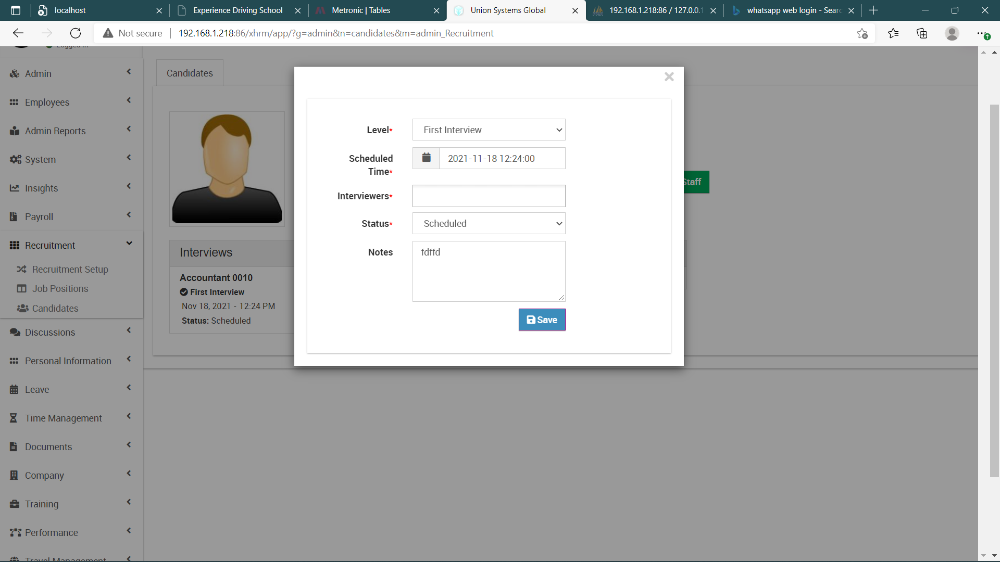 localhost
Experience Driving School
Metronic | Tables
Union Systems Global
192.168.1.218:86 / 127.0.0.1
whatsapp web login - Sear
Not secure
192.168.1.218:86/xhrm/app/?g=admin&n=candidates&m=admin_Recruitment
Logged in
Admin
Employees
Admin Reports
System
Insights
Payroll
Recruitment
Recruitment Setup
Job Positions
Candidates
Discussions
Personal Information
Leave
Time Management
Documents
Company
Training
Performance
Travel Management
Candidates
Interviews
Accountant 0010
First Interview
Nov 18, 2021 - 12:24 PM
Status: Scheduled
Level*
First Interview
Scheduled
Time*
2021-11-18 12:24:00
Interviewers*
Status*
Scheduled
Notes
fdffd
Save
Staff